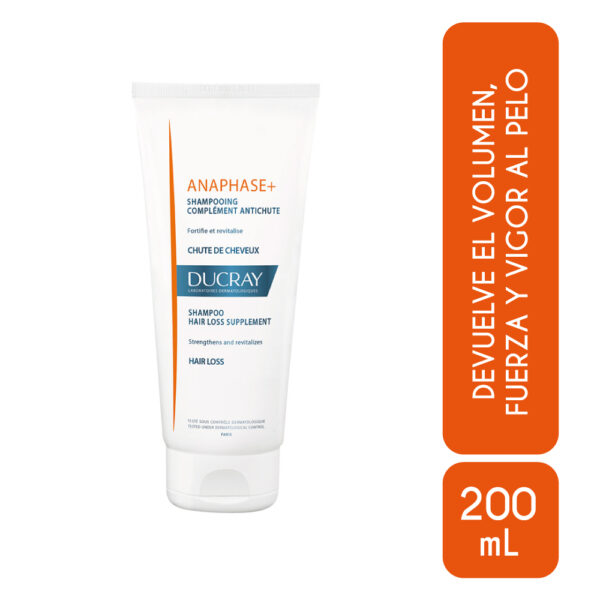 ANAPHASE+
SHAMPOOING
COMPLÉMENT ANTICHUTE
Fortifie et revitalise
CHUTE DE CHEVEUX
DUCRAY
LABORATOIRES DERMATOLOGIQUES
SHAMPOO
HAIR LOSS SUPPLEMENT
Strengthens and revitalizes
HAIR LOSS
TESTÉ SOUS CONTRÔLE DERMATOLOGIQUE
TESTED UNDER DERMATOLOGICAL CONTROL
PARIS
DEVUELVE EL VOLUMEN,
FUERZA Y VIGOR AL PELO
200
mL